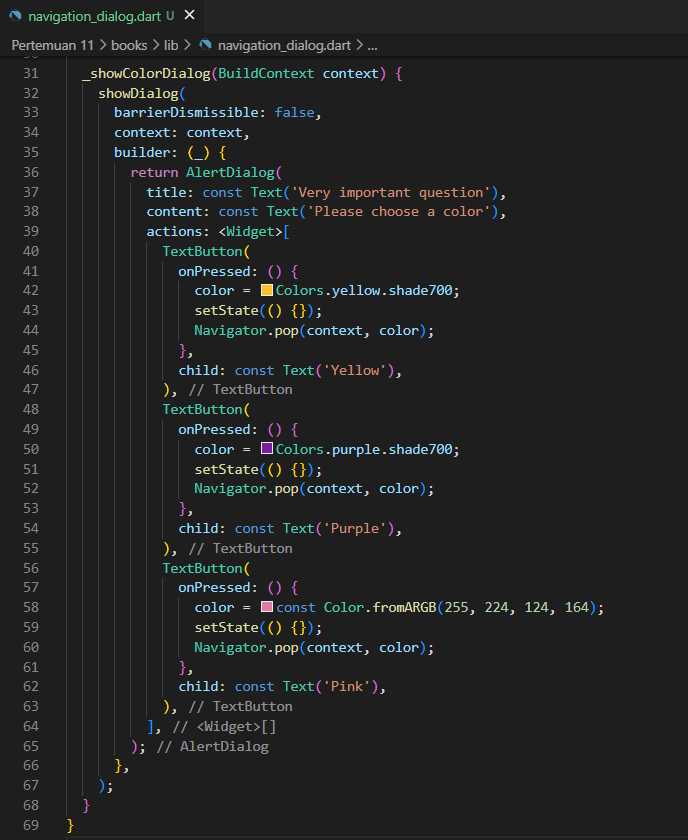 navigation_dialog.dart U ×
Pertemuan 11 > books > lib > navigation_dialog.dart > ...
31 _showColorDialog(BuildContext context) {
32 showDialog(
33 barrierDismissible: false,
34 context: context,
35 builder: (_) {
36 return AlertDialog(
37 title: const Text('Very important question'),
38 content: const Text('Please choose a color'),
39 actions: <Widget>[
40 TextButton(
41 onPressed: () {
42 color = Colors.yellow.shade700;
43 setState(() {});
44 Navigator.pop(context, color);
45 },
46 child: const Text('Yellow'),
47 ), // TextButton
48 TextButton(
49 onPressed: () {
50 color = Colors.purple.shade700;
51 setState(() {});
52 Navigator.pop(context, color);
53 },
54 child: const Text('Purple'),
55 ), // TextButton
56 TextButton(
57 onPressed: () {
58 color = const Color.fromARGB(255, 224, 124, 164);
59 setState(() {});
60 Navigator.pop(context, color);
61 },
62 child: const Text('Pink'),
63 ), // TextButton
64 ], // <Widget>[]
65 ); // AlertDialog
66 },
67 );
68 }
69 }